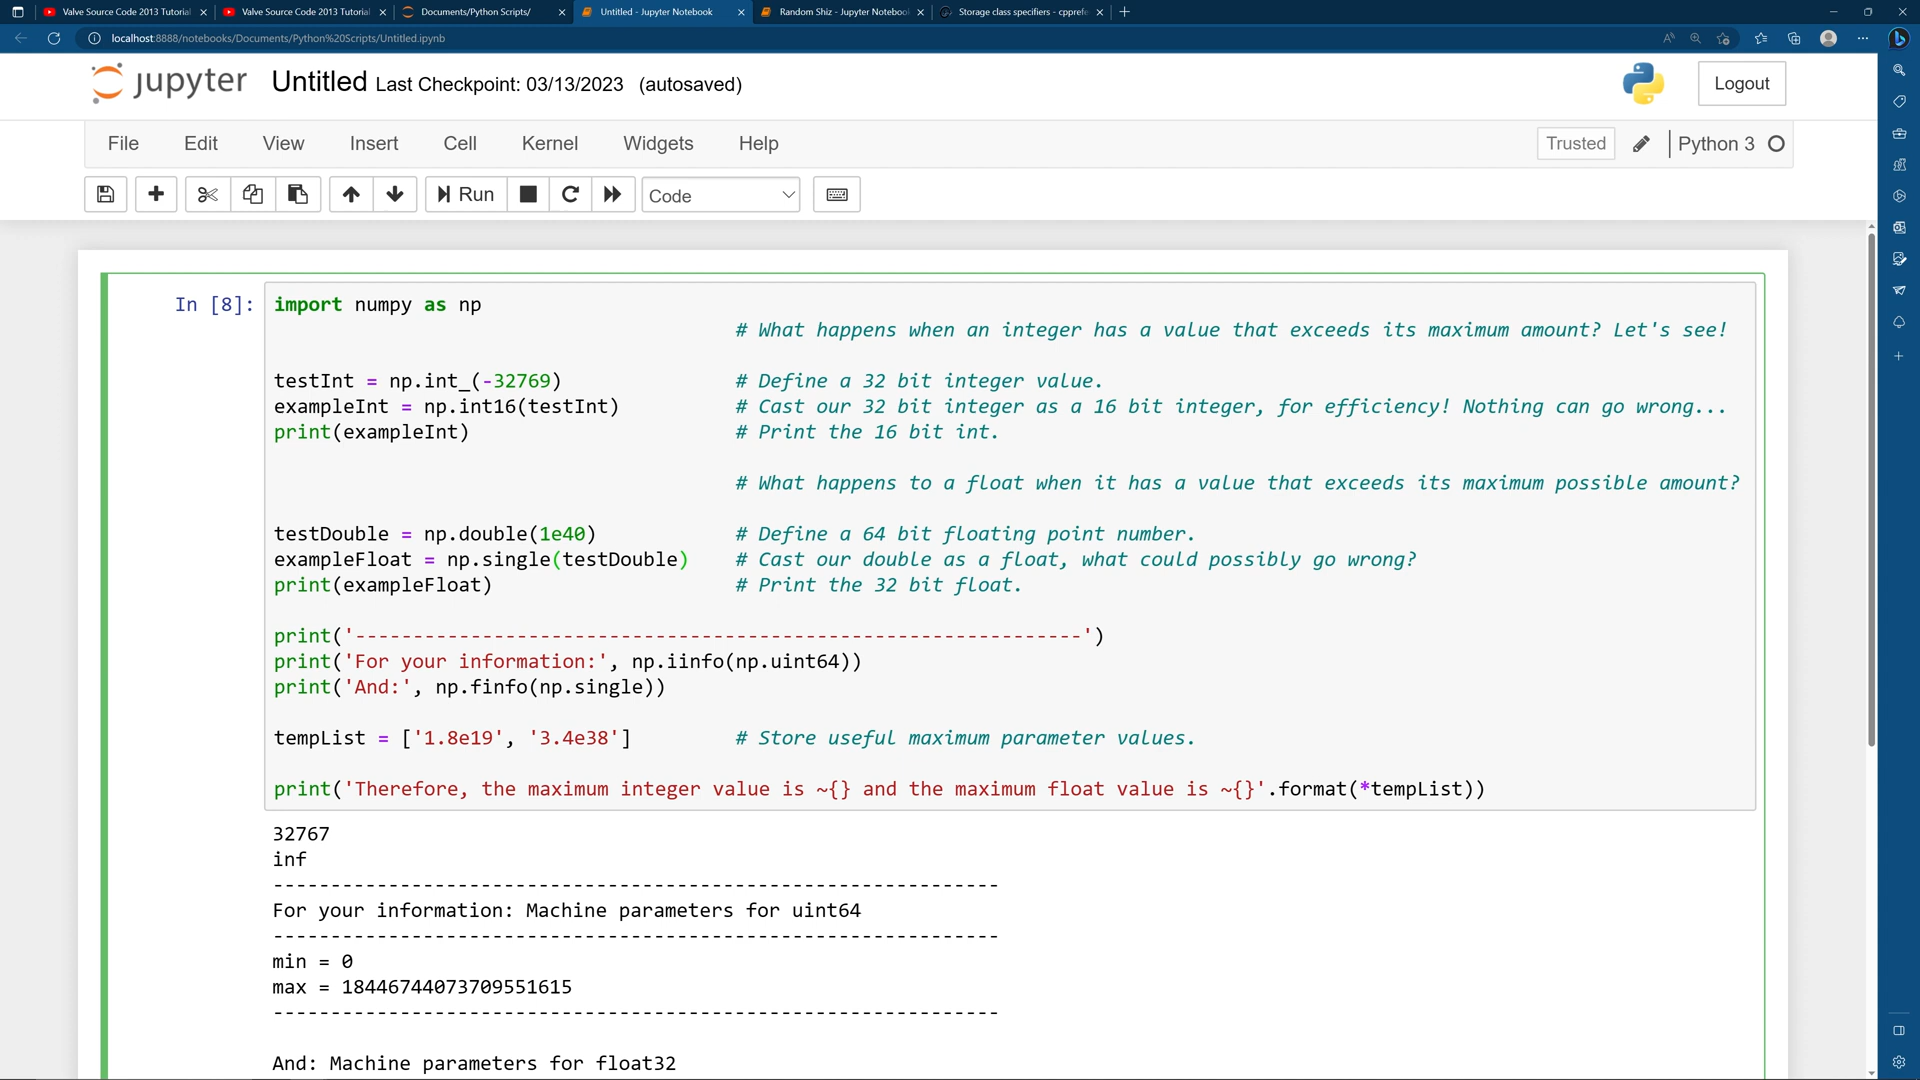 Valve Source Code 2013 Tutorial
Valve Source Code 2013 Tutorial
Documents/Python Scripts/
Untitled - Jupyter Notebook
Random Shiz - Jupyter Notebook
Storage class specifiers - cpprefe
localhost:8888/notebooks/Documents/Python%20Scripts/Untitled.ipynb
jupyter Untitled Last Checkpoint: 03/13/2023 (autosaved)
Logout
File Edit View Insert Cell Kernel Widgets Help
Trusted Python 3
Run Code
In [8]: import numpy as np
# What happens when an integer has a value that exceeds its maximum amount? Let's see!
testInt = np.int_(-32769) # Define a 32 bit integer value.
exampleInt = np.int16(testInt) # Cast our 32 bit integer as a 16 bit integer, for efficiency! Nothing can go wrong...
print(exampleInt) # Print the 16 bit int.
# What happens to a float when it has a value that exceeds its maximum possible amount?
testDouble = np.double(1e40) # Define a 64 bit floating point number.
exampleFloat = np.single(testDouble) # Cast our double as a float, what could possibly go wrong?
print(exampleFloat) # Print the 32 bit float.
print('---------------------------------------------------------------')
print('For your information:', np.iinfo(np.uint64))
print('And:', np.finfo(np.single))
tempList = ['1.8e19', '3.4e38'] # Store useful maximum parameter values.
print('Therefore, the maximum integer value is ~{} and the maximum float value is ~{}'.format(*tempList))
32767
inf
---------------------------------------------------------------
For your information: Machine parameters for uint64
---------------------------------------------------------------
min = 0
max = 18446744073709551615
---------------------------------------------------------------
And: Machine parameters for float32